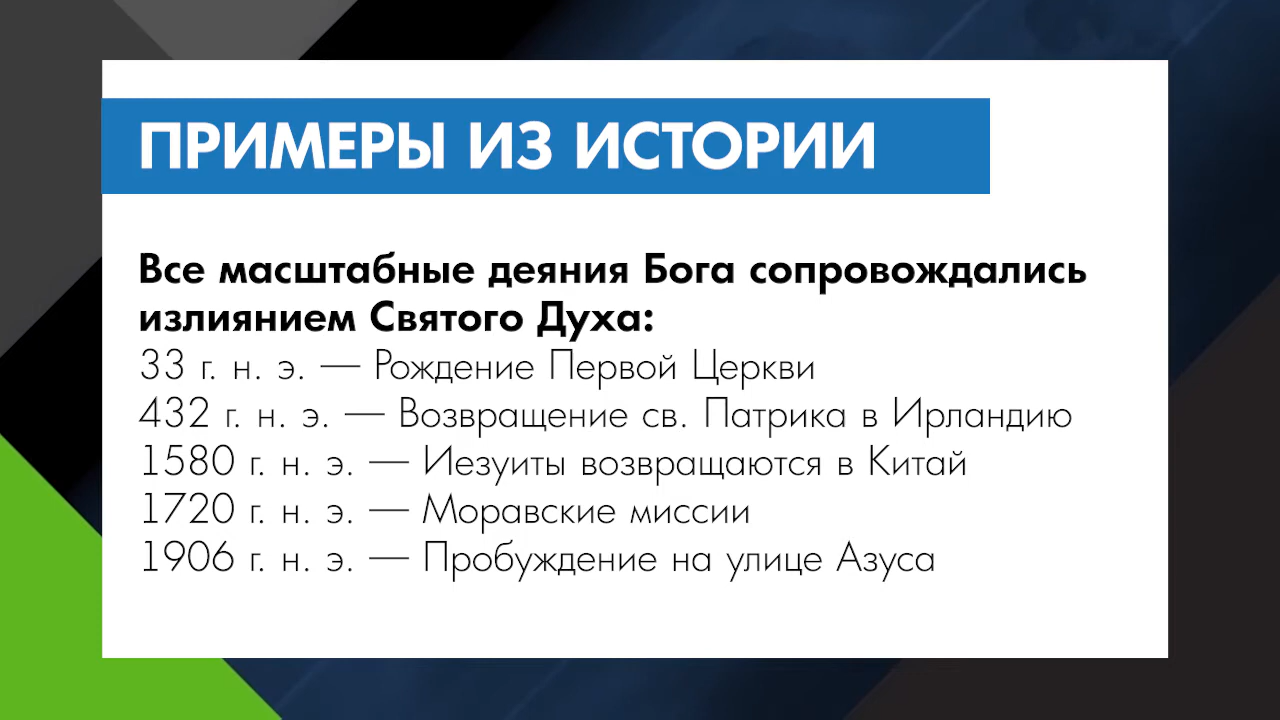 ПРИМЕРЫ ИЗ ИСТОРИИ
Все масштабные деяния Бога сопровождались
излиянием Святого Духа:
33 г. н. э. — Рождение Первой Церкви
432 г. н. э. — Возвращение св. Патрика в Ирландию
1580 г. н. э. — Иезуиты возвращаются в Китай
1720 г. н. э. — Моравские миссии
1906 г. н. э. — Пробуждение на улице Азуса